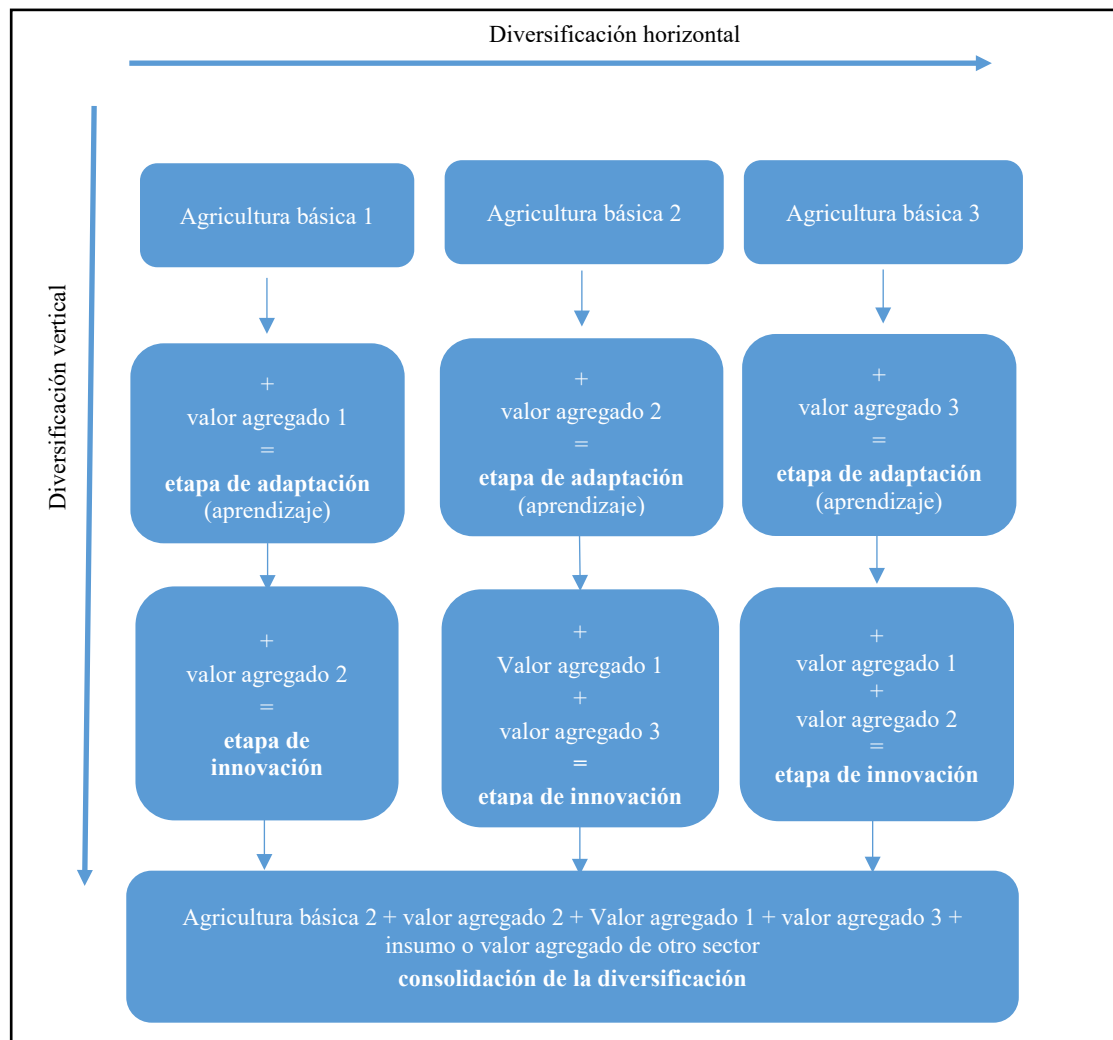 Diversificación horizontal
Diversificación vertical
Agricultura básica 1
Agricultura básica 2
Agricultura básica 3
+
valor agregado 1
=
etapa de adaptación
(aprendizaje)
+
valor agregado 2
=
etapa de adaptación
(aprendizaje)
+
valor agregado 3
=
etapa de adaptación
(aprendizaje)
+
valor agregado 2
=
etapa de
innovación
+
Valor agregado 1
+
valor agregado 3
=
etapa de innovación
+
valor agregado 1
+
valor agregado 2
=
etapa de innovación
Agricultura básica 2 + valor agregado 2 + Valor agregado 1 + valor agregado 3 +
insumo o valor agregado de otro sector
consolidación de la diversificación